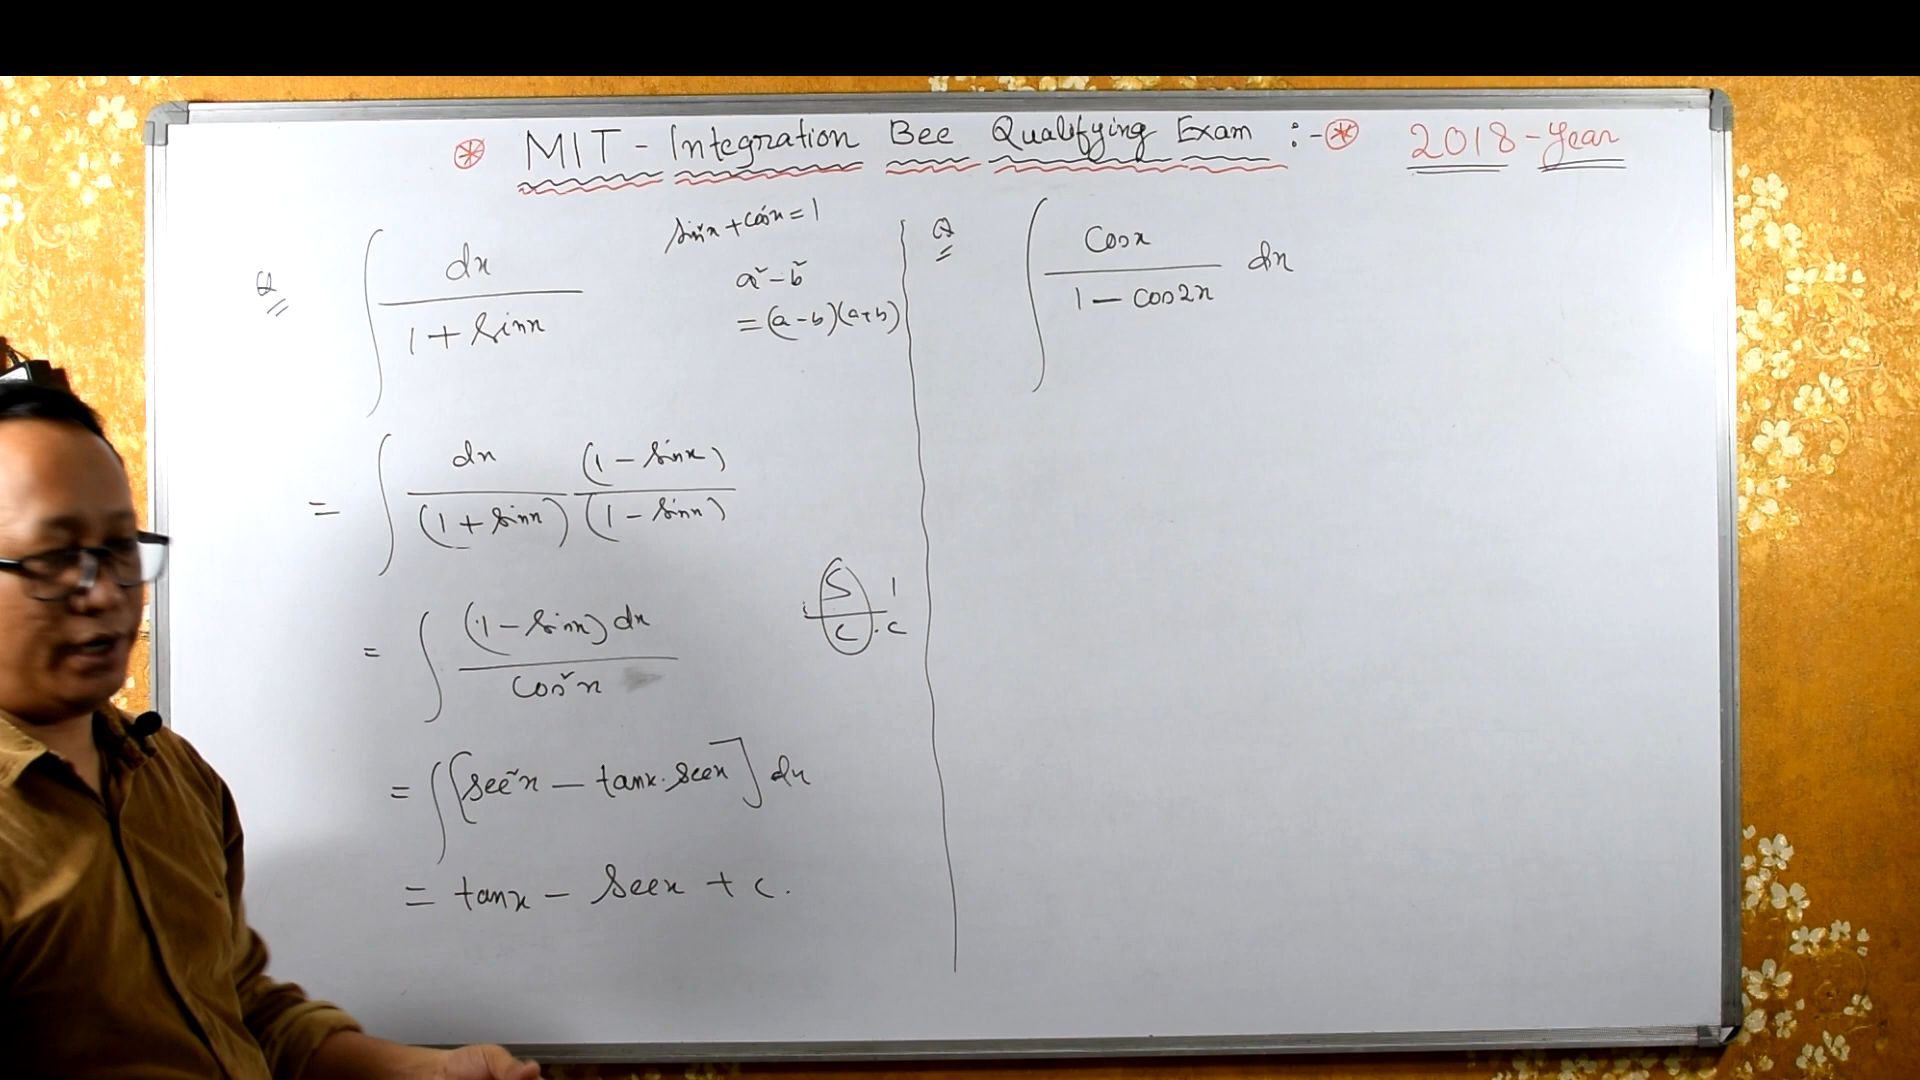 ⊛ MIT - Integration Bee Qualifying Exam :- ⊛ 2018 - Year
Q ∫ dx / (1 + sinx)
sin²x + cos²x = 1
a² - b²
= (a - b)(a + b)
= ∫ dx / (1 + sinx) (1 - sinx) / (1 - sinx)
= ∫ (1 - sinx) dx / cos²x
S / c . 1 / c
= ∫ [sec²x - tanx . secx] dx
= tanx - secx + c.
Q ∫ cosx / (1 - cos2x) dx